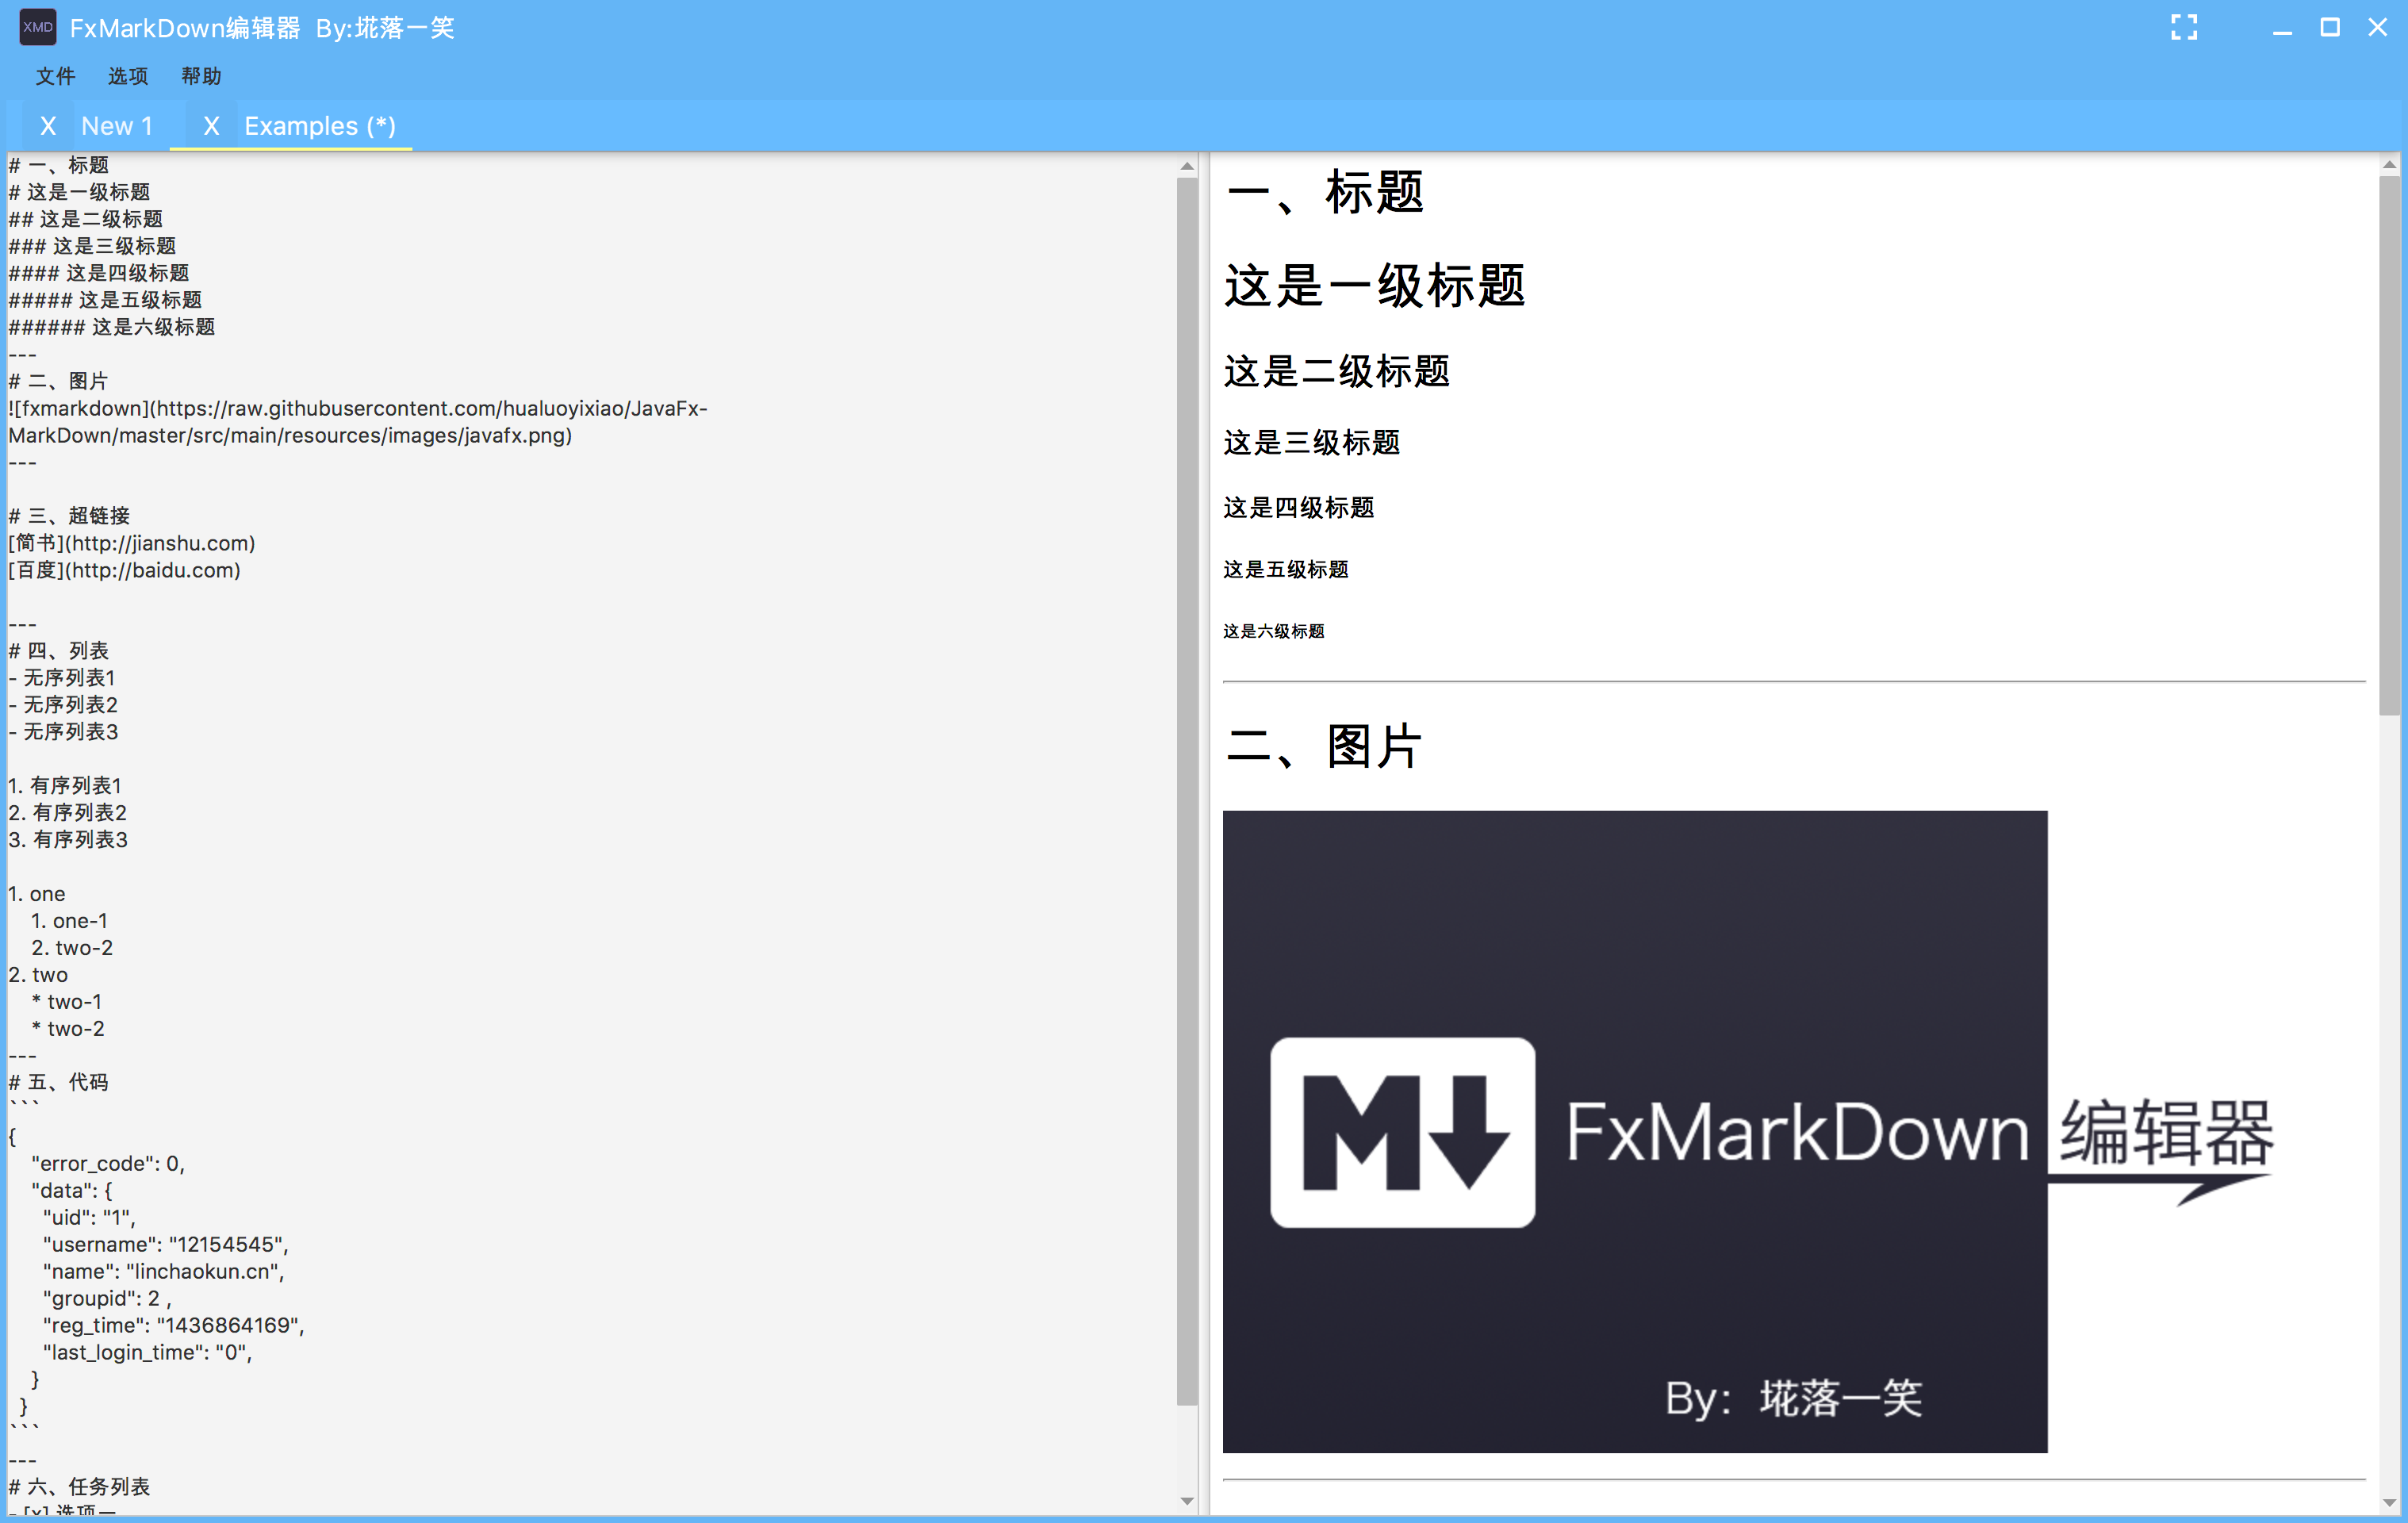 XMD
FxMarkDown编辑器 By:埖落一笑
文件 选项 帮助
X New 1 X Examples (*)
# 一、标题
# 这是一级标题
## 这是二级标题
### 这是三级标题
#### 这是四级标题
##### 这是五级标题
###### 这是六级标题
---
# 二、图片
![fxmarkdown](https://raw.githubusercontent.com/hualuoyixiao/JavaFx-
MarkDown/master/src/main/resources/images/javafx.png)
---
# 三、超链接
[简书](http://jianshu.com)
[百度](http://baidu.com)
---
# 四、列表
- 无序列表1
- 无序列表2
- 无序列表3
1. 有序列表1
2. 有序列表2
3. 有序列表3
1. one
1. one-1
2. two-2
2. two
* two-1
* two-2
---
# 五、代码
```
{
"error_code": 0,
"data": {
"uid": "1",
"username": "12154545",
"name": "linchaokun.cn",
"groupid": 2 ,
"reg_time": "1436864169",
"last_login_time": "0",
}
}
```
---
# 六、任务列表
- [x] 选项一
一、标题
这是一级标题
这是二级标题
这是三级标题
这是四级标题
这是五级标题
这是六级标题
二、图片
M FxMarkDown 编辑器
By: 埖落一笑